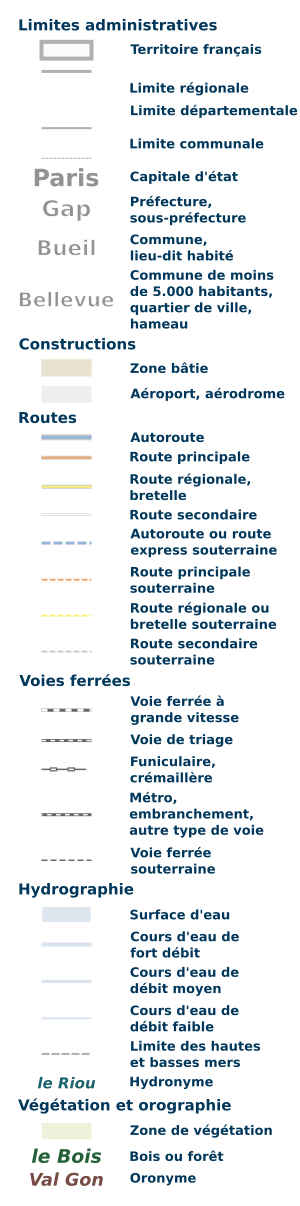 Limites administratives
Territoire français
Limite régionale
Limite départementale
Limite communale
Paris
Capitale d'état
Gap
Préfecture,
sous-préfecture
Bueil
Commune,
lieu-dit habité
Bellevue
Commune de moins
de 5.000 habitants,
quartier de ville,
hameau
Constructions
Zone bâtie
Aéroport, aérodrome
Routes
Autoroute
Route principale
Route régionale,
bretelle
Route secondaire
Autoroute ou route
express souterraine
Route principale
souterraine
Route régionale ou
bretelle souterraine
Route secondaire
souterraine
Voies ferrées
Voie ferrée à
grande vitesse
Voie de triage
Funiculaire,
crémaillère
Métro,
embranchement,
autre type de voie
Voie ferrée
souterraine
Hydrographie
Surface d'eau
Cours d'eau de
fort débit
Cours d'eau de
débit moyen
Cours d'eau de
débit faible
Limite des hautes
et basses mers
le Riou
Hydronyme
Végétation et orographie
Zone de végétation
le Bois
Bois ou forêt
Val Gon
Oronyme